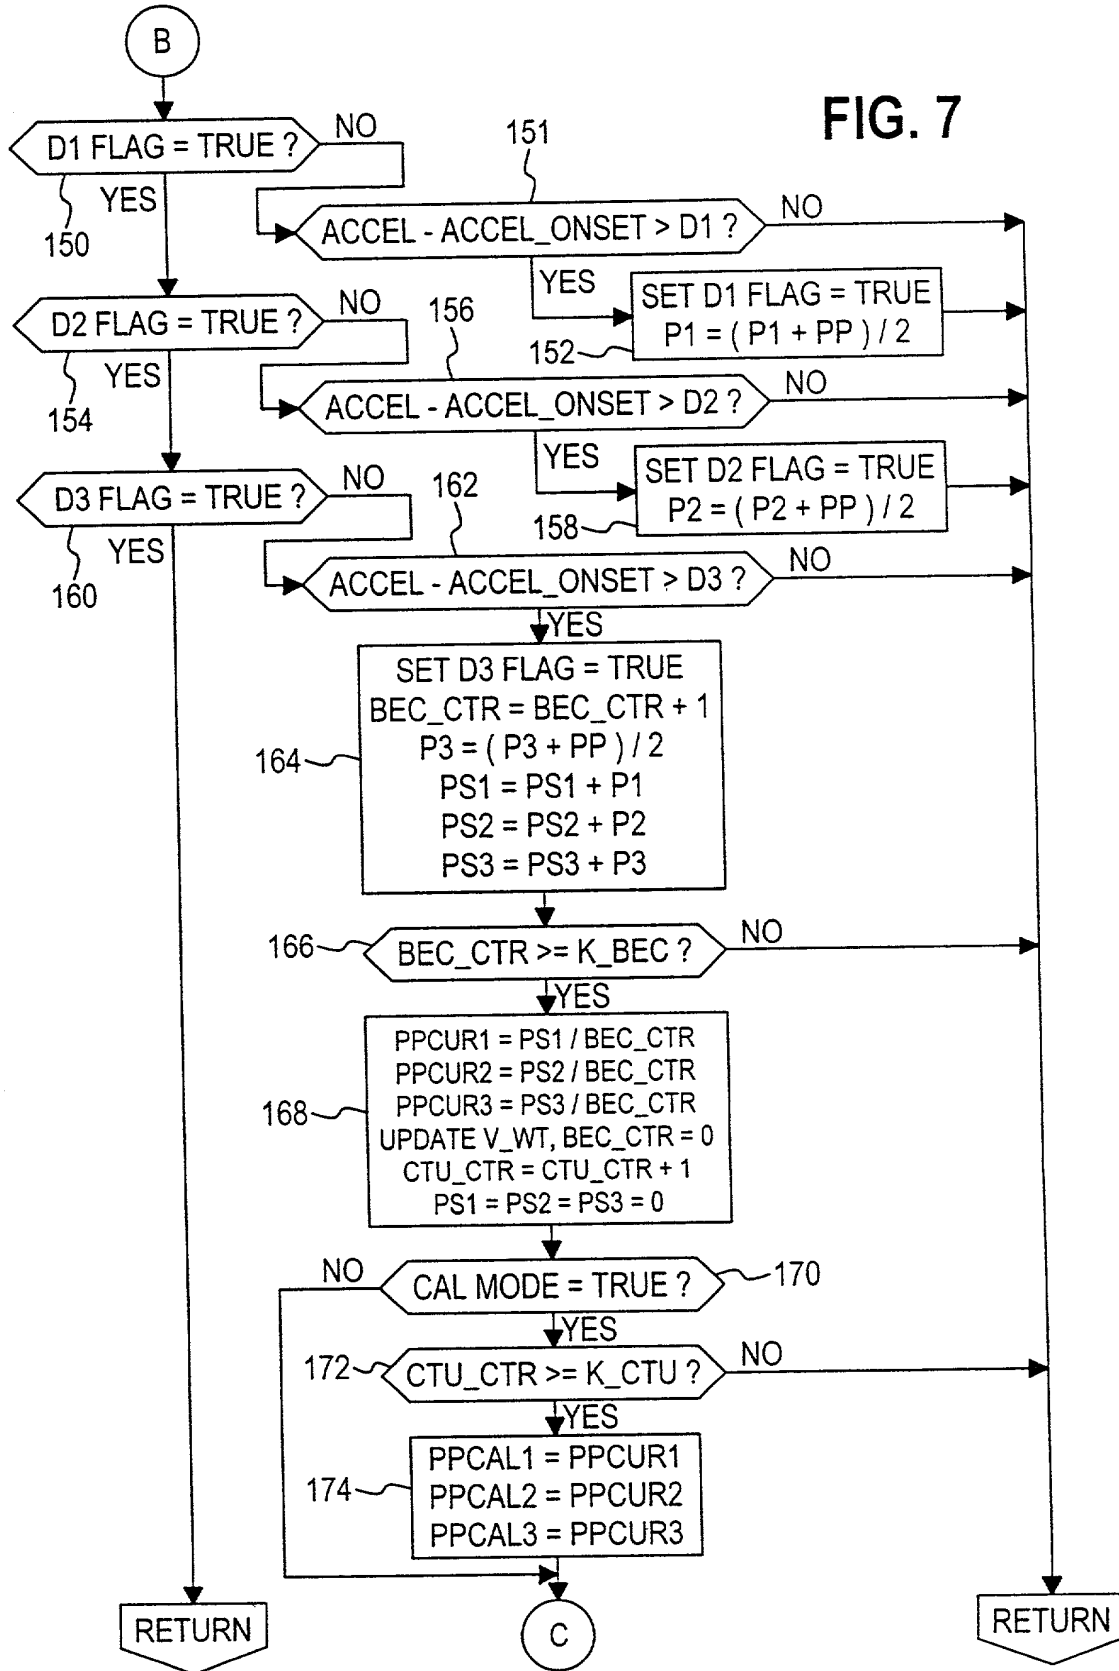 B
FIG. 7
D1 FLAG = TRUE ?
NO
YES
150
151
ACCEL - ACCEL_ONSET > D1 ?
NO
YES
SET D1 FLAG = TRUE
P1 = ( P1 + PP ) / 2
152
D2 FLAG = TRUE ?
NO
YES
154
156
ACCEL - ACCEL_ONSET > D2 ?
NO
YES
SET D2 FLAG = TRUE
P2 = ( P2 + PP ) / 2
158
D3 FLAG = TRUE ?
NO
YES
160
162
ACCEL - ACCEL_ONSET > D3 ?
NO
YES
SET D3 FLAG = TRUE
BEC_CTR = BEC_CTR + 1
P3 = ( P3 + PP ) / 2
PS1 = PS1 + P1
PS2 = PS2 + P2
PS3 = PS3 + P3
164
166
BEC_CTR >= K_BEC ?
NO
YES
PPCUR1 = PS1 / BEC_CTR
PPCUR2 = PS2 / BEC_CTR
PPCUR3 = PS3 / BEC_CTR
UPDATE V_WT, BEC_CTR = 0
CTU_CTR = CTU_CTR + 1
PS1 = PS2 = PS3 = 0
168
NO
CAL MODE = TRUE ?
170
YES
172
CTU_CTR >= K_CTU ?
NO
YES
PPCAL1 = PPCUR1
PPCAL2 = PPCUR2
PPCAL3 = PPCUR3
174
RETURN
C
RETURN